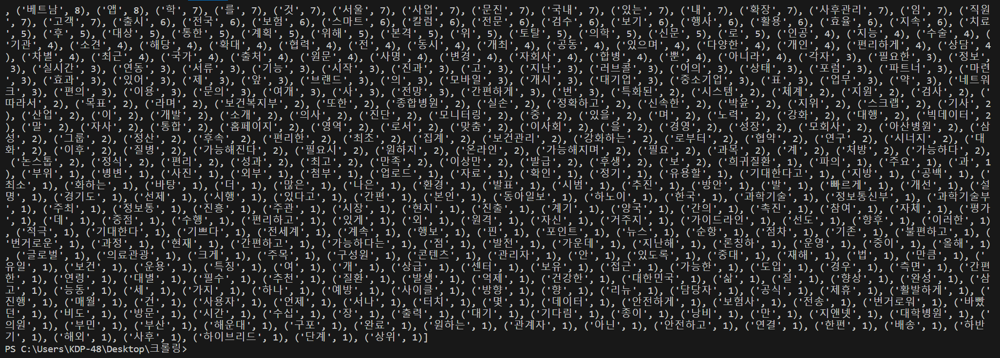 , ('베트남', 8), ('앱', 8), ('학', 7), ('를', 7), ('것', 7), ('서울', 7), ('사업', 7), ('문진', 7), ('국내', 7), ('있는', 7), ('내', 7), ('확장', 7), ('사후관리', 7), ('임', 7), ('직원
', 7), ('고객', 7), ('출시', 6), ('전국', 6), ('보험', 6), ('스마트', 6), ('칼럼', 6), ('전문', 6), ('검수', 6), ('보기', 6), ('행사', 6), ('활용', 6), ('효율', 6), ('지속', 6), ('치료
', 5), ('후', 5), ('대상', 5), ('통한', 5), ('계획', 5), ('위해', 5), ('본격', 5), ('위', 5), ('토탈', 5), ('의학', 5), ('신문', 5), ('로', 5), ('인공', 4), ('지능', 4), ('수술', 4), (
'기관', 4), ('소견', 4), ('해당', 4), ('확대', 4), ('협력', 4), ('전', 4), ('동시', 4), ('개최', 4), ('공동', 4), ('있으며', 4), ('다양한', 4), ('개인', 4), ('편리하게', 4), ('상담', 4
), ('차별', 4), ('최근', 4), ('국가', 4), ('출처', 4), ('원문', 4), ('사명', 4), ('변경', 4), ('자회사', 4), ('합병', 4), ('뿐', 4), ('아니라', 4), ('각자', 3), ('필요한', 3), ('정보',
3), ('실시간', 3), ('연동', 3), ('서류', 3), ('기능', 3), ('시작', 3), ('진과', 3), ('고', 3), ('지난', 3), ('러브콜', 3), ('어의', 3), ('상태', 3), ('포럼', 3), ('파트너', 3), ('마련
', 3), ('효과', 3), ('있어', 3), ('제', 3), ('앞', 3), ('브랜드', 3), ('의', 3), ('모바일', 3), ('개시', 3), ('대기업', 3), ('중소기업', 3), ('표', 3), ('업무', 3), ('약', 3), ('네트워
크', 3), ('편의', 3), ('이용', 3), ('문의', 3), ('여개', 3), ('사', 3), ('전망', 3), ('간편하게', 3), ('번', 3), ('특화된', 2), ('시스템', 2), ('체계', 2), ('지원', 2), ('검사', 2), ('
따라서', 2), ('목표', 2), ('라며', 2), ('보건복지부', 2), ('또한', 2), ('종합병원', 2), ('실손', 2), ('정확하고', 2), ('신속한', 2), ('박윤', 2), ('지위', 2), ('스크랩', 2), ('기사', 2
), ('산업', 2), ('이', 2), ('개발', 2), ('소개', 2), ('의사', 2), ('진단', 2), ('모니터링', 2), ('중', 2), ('있을', 2), ('며', 2), ('노력', 2), ('강화', 2), ('대행', 2), ('빅데이터', 2
), ('말', 2), ('자사', 2), ('통합', 2), ('홈페이지', 2), ('영역', 2), ('로서', 2), ('맞춤', 2), ('이사회', 2), ('을', 2), ('경영', 2), ('성장', 2), ('모회사', 2), ('아산병원', 2), ('삼
성', 2), ('그룹', 2), ('정산', 2), ('후속', 2), ('편리한', 2), ('최초', 2), ('집계', 2), ('보건관리', 2), ('강화하는', 2), ('로부터', 2), ('협약', 2), ('연구', 2), ('시너지', 2), ('대
화', 2), ('이후', 2), ('질병', 2), ('가능해진다', 2), ('필요시', 2), ('원하지', 2), ('온라인', 2), ('가능해지며', 2), ('필요', 2), ('과목', 2), ('계', 2), ('처방', 2), ('가능하다', 2),
('논스톱', 2), ('정식', 2), ('편리', 2), ('성과', 2), ('최고', 2), ('만족', 2), ('이상만', 2), ('발급', 2), ('후생', 2), ('보', 2), ('희귀질환', 1), ('파의', 1), ('주요', 1), ('과', 1
), ('부위', 1), ('병변', 1), ('사진', 1), ('외부', 1), ('첨부', 1), ('업로드', 1), ('자료', 1), ('확인', 1), ('정기', 1), ('유용할', 1), ('기대한다고', 1), ('지방', 1), ('공백', 1), ('
최소', 1), ('화하는', 1), ('바탕', 1), ('더', 1), ('많은', 1), ('나은', 1), ('환경', 1), ('발표', 1), ('시범', 1), ('추진', 1), ('방안', 1), ('발', 1), ('빠르게', 1), ('개선', 1), ('설
명', 1), ('경기도', 1), ('선제', 1), ('시행', 1), ('있다고', 1), ('간편', 1), ('본인', 1), ('동아일보', 1), ('하노이', 1), ('한국', 1), ('과학기술', 1), ('정보통신부', 1), ('과학기술부
', 1), ('주최', 1), ('정보통', 1), ('진흥', 1), ('주관', 1), ('시장', 1), ('현지', 1), ('진출', 1), ('계기', 1), ('양국', 1), ('간의', 1), ('촉진', 1), ('참여', 1), ('자체', 1), ('평가
', 1), ('데', 1), ('중점', 1), ('수행', 1), ('편리하고', 1), ('있게', 1), ('외', 1), ('원격', 1), ('자신', 1), ('거주지', 1), ('가이드라인', 1), ('선도', 1), ('향후', 1), ('이러한', 1)
, ('적극', 1), ('기대한다', 1), ('기쁘다', 1), ('전세계', 1), ('계속', 1), ('행보', 1), ('핀', 1), ('포인트', 1), ('뉴스', 1), ('순항', 1), ('점차', 1), ('기존', 1), ('불편하고', 1), (
'번거로운', 1), ('과정', 1), ('현재', 1), ('간편하고', 1), ('가능하다는', 1), ('점', 1), ('발전', 1), ('가운데', 1), ('지난해', 1), ('론칭하', 1), ('운영', 1), ('중이', 1), ('올해', 1)
, ('글로벌', 1), ('의료관광', 1), ('크게', 1), ('주목', 1), ('구성원', 1), ('콘텐츠', 1), ('관리자', 1), ('안', 1), ('있도록', 1), ('중대', 1), ('재해', 1), ('법', 1), ('만큼', 1), ('
유일', 1), ('보건', 1), ('운용', 1), ('특징', 1), ('여', 1), ('개', 1), ('상급', 1), ('센터', 1), ('보유', 1), ('접근', 1), ('가능한', 1), ('도입', 1), ('경우', 1), ('측면', 1), ('간편
한', 1), ('연령', 1), ('대별', 1), ('필수', 1), ('추천', 1), ('질환', 1), ('발생', 1), ('억제', 1), ('건강한', 1), ('대한민국', 1), ('삶', 1), ('질', 1), ('향상', 1), ('완성', 1), ('삼
고', 1), ('능동', 1), ('세', 1), ('가지', 1), ('하나', 1), ('예방', 1), ('사이클', 1), ('방향', 1), ('향', 1), ('리뉴', 1), ('담당자', 1), ('공식', 1), ('제휴', 1), ('활발하게', 1), ('
진행', 1), ('매월', 1), ('건', 1), ('사용자', 1), ('언제', 1), ('서나', 1), ('터치', 1), ('몇', 1), ('데이터', 1), ('안전하게', 1), ('보험사', 1), ('전송', 1), ('번거로워', 1), ('바빴
던', 1), ('비도', 1), ('방문', 1), ('시간', 1), ('수십', 1), ('장', 1), ('출력', 1), ('대기', 1), ('기다림', 1), ('종이', 1), ('낭비', 1), ('만', 1), ('지앤넷', 1), ('대학병원', 1), ('
의원', 1), ('부민', 1), ('부산', 1), ('해운대', 1), ('구포', 1), ('완료', 1), ('원하는', 1), ('관계자', 1), ('아닌', 1), ('안전하고', 1), ('연결', 1), ('한편', 1), ('배송', 1), ('하반
기', 1), ('해외', 1), ('사후', 1), ('하이브리드', 1), ('단계', 1), ('상위', 1)]
PS C:\Users\KDP-48\Desktop\크롤링>